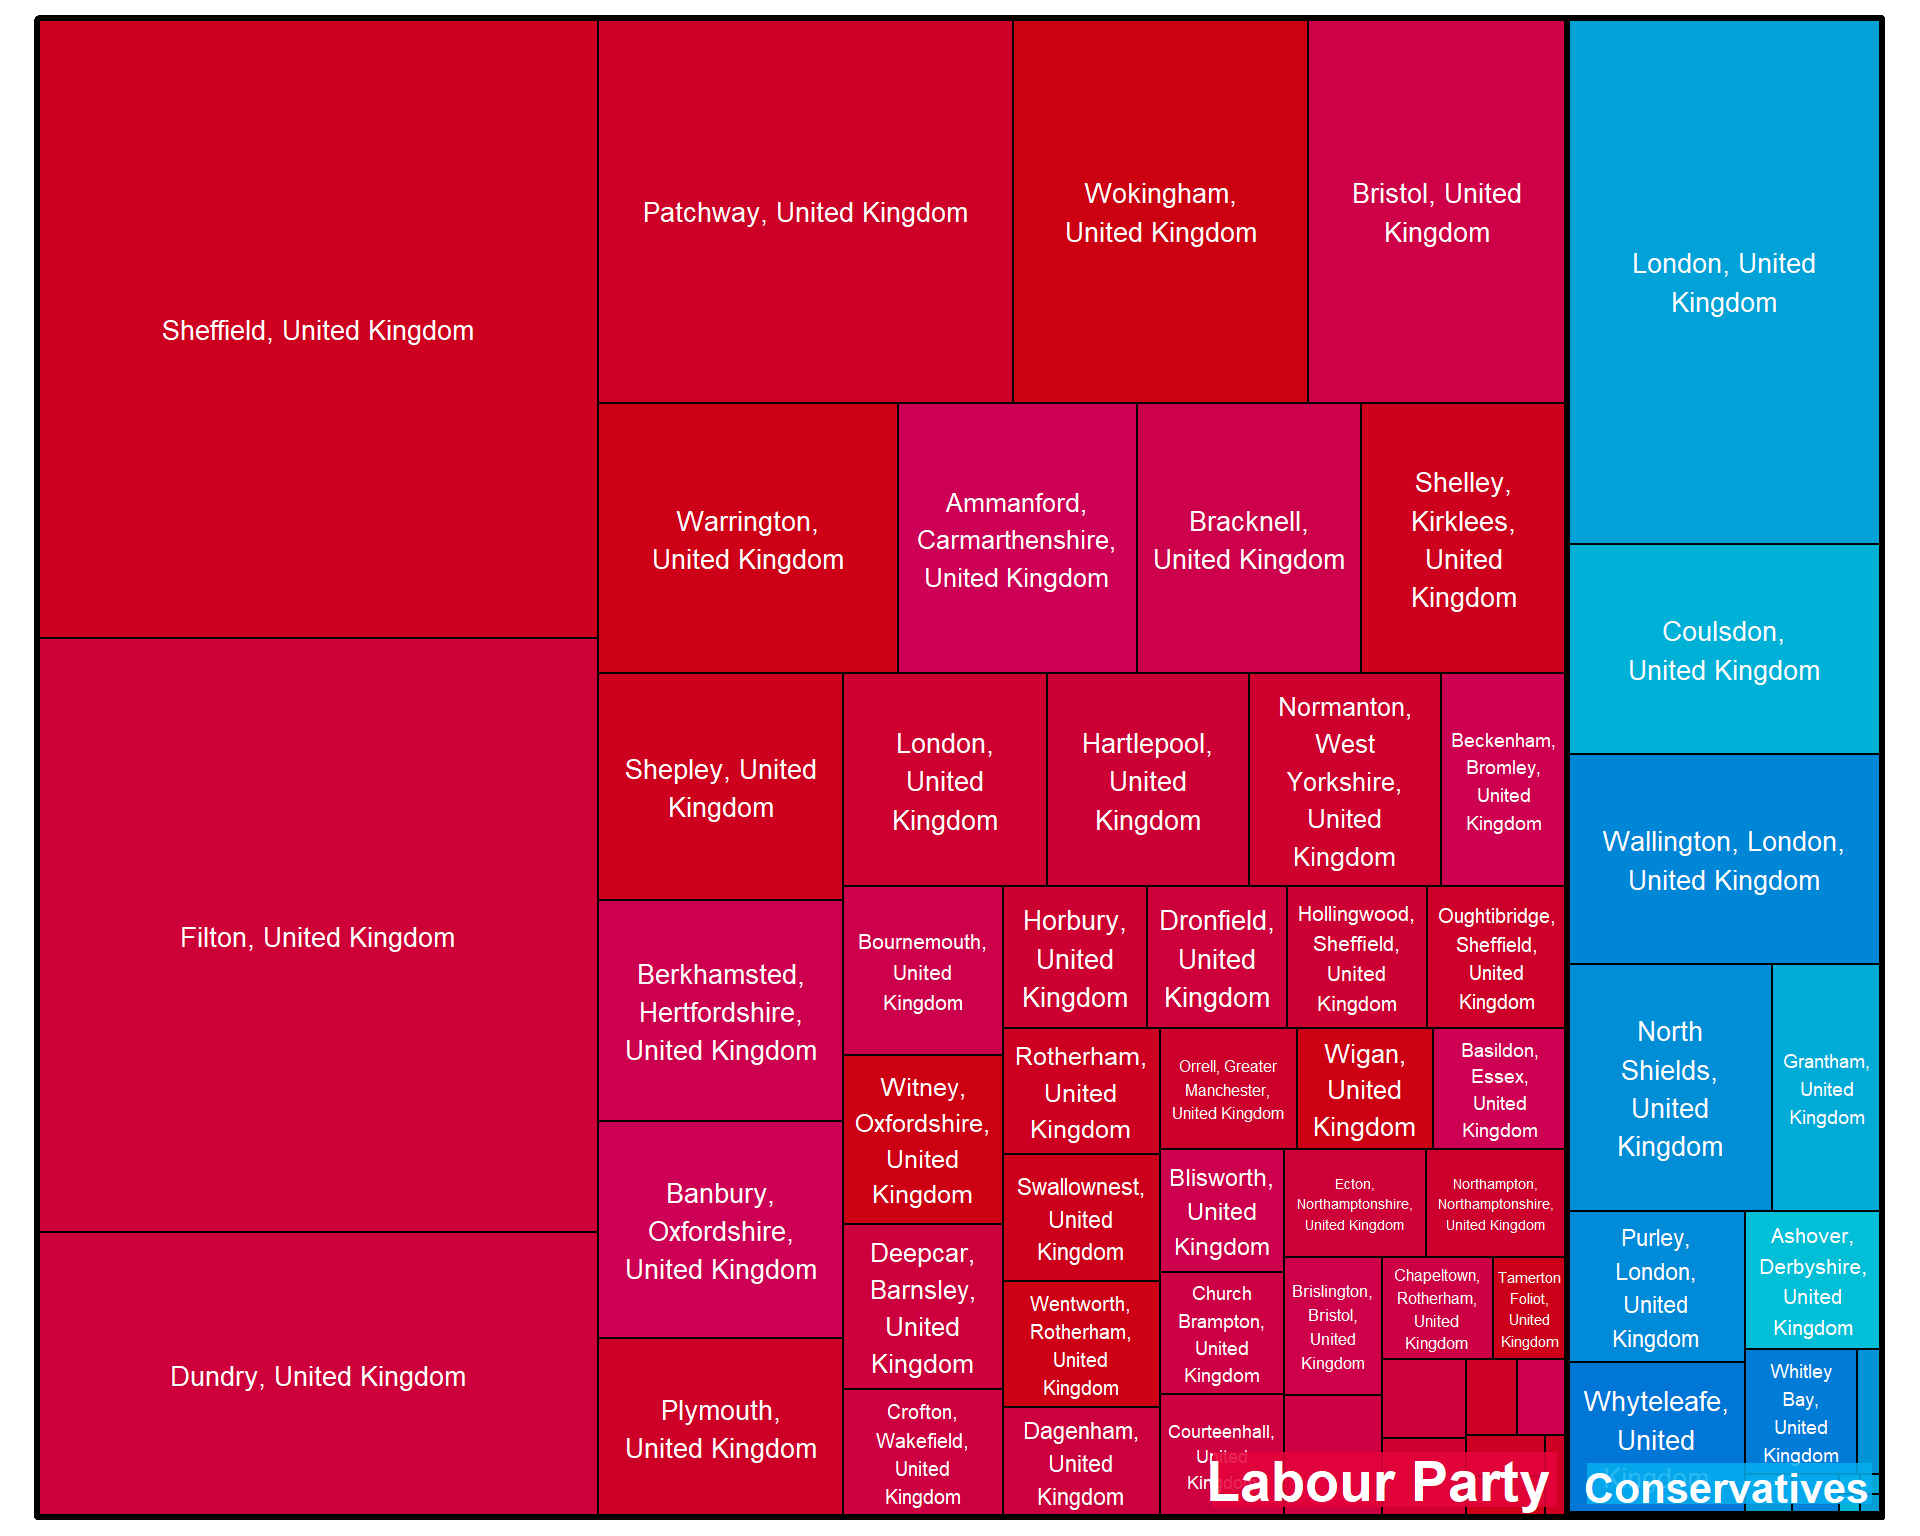 Sheffield, United Kingdom
Filton, United Kingdom
Dundry, United Kingdom
Patchway, United Kingdom
Wokingham,
United Kingdom
Bristol, United
Kingdom
Warrington,
United Kingdom
Ammanford,
Carmarthenshire,
United Kingdom
Bracknell,
United Kingdom
Shelley,
Kirklees,
United
Kingdom
Shepley, United
Kingdom
Berkhamsted,
Hertfordshire,
United Kingdom
Banbury,
Oxfordshire,
United Kingdom
Plymouth,
United Kingdom
London,
United
Kingdom
Hartlepool,
United
Kingdom
Normanton,
West
Yorkshire,
United
Kingdom
Beckenham,
Bromley,
United
Kingdom
Bournemouth,
United
Kingdom
Witney,
Oxfordshire,
United
Kingdom
Deepcar,
Barnsley,
United
Kingdom
Crofton,
Wakefield,
United
Kingdom
Horbury,
United
Kingdom
Dronfield,
United
Kingdom
Hollingwood,
Sheffield,
United
Kingdom
Oughtibridge,
Sheffield,
United
Kingdom
Rotherham,
United
Kingdom
Swallownest,
United
Kingdom
Wentworth,
Rotherham,
United
Kingdom
Dagenham,
United
Kingdom
Orrell, Greater
Manchester,
United Kingdom
Wigan,
United
Kingdom
Basildon,
Essex,
United
Kingdom
Blisworth,
United
Kingdom
Church
Brampton,
United
Kingdom
Courteenhall,
United
Kingdom
Ecton,
Northamptonshire,
United Kingdom
Northampton,
Northamptonshire,
United Kingdom
Brislington,
Bristol,
United
Kingdom
Chapeltown,
Rotherham,
United
Kingdom
Tamerton
Foliot,
United
Kingdom
Labour Party
London, United
Kingdom
Coulsdon,
United Kingdom
Wallington, London,
United Kingdom
North
Shields,
United
Kingdom
Grantham,
United
Kingdom
Purley,
London,
United
Kingdom
Ashover,
Derbyshire,
United
Kingdom
Whyteleafe,
United
Kingdom
Whitley
Bay,
United
Kingdom
Conservatives